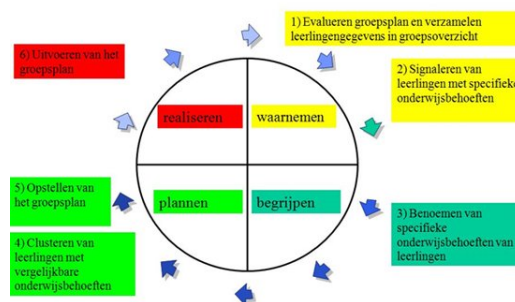 1) Evalueren groepsplan en verzamelen
leerlingengegevens in groepsoverzicht
6) Uitvoeren van het
groepsplan
2) Signaleren van
leerlingen met specifieke
onderwijsbehoeften
realiseren
waarnemen
plannen
begrijpen
5) Opstellen van
het groepsplan
3) Benoemen van
specifieke
onderwijsbehoeften van
leerlingen
4) Clusteren van
leerlingen met
vergelijkbare
onderwijsbehoeften